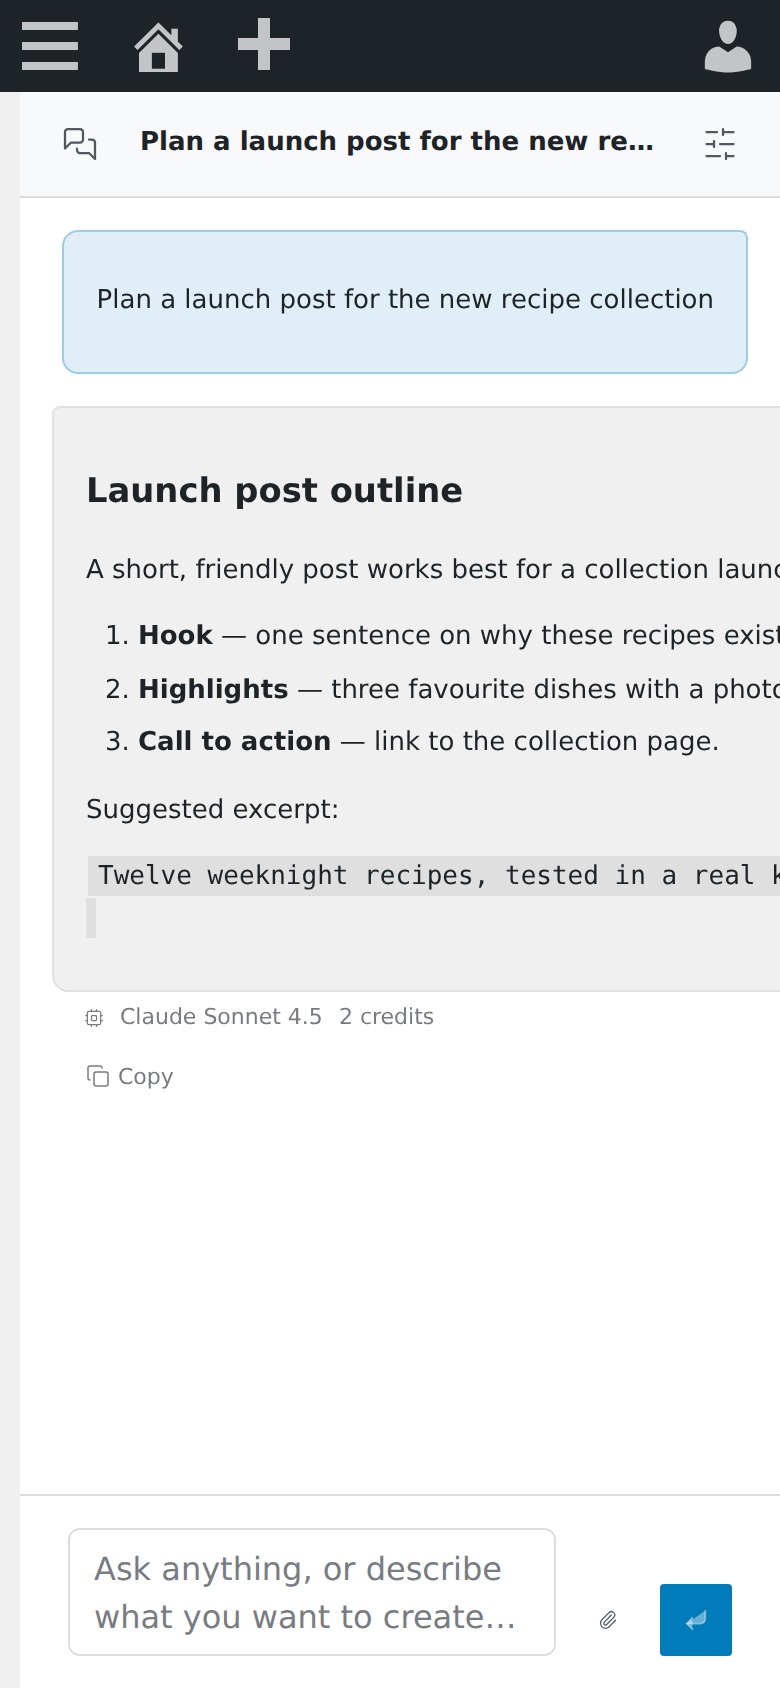 Plan a launch post for the new re...
Plan a launch post for the new recipe collection
Launch post outline
A short, friendly post works best for a collection
1. Hook — one sentence on why these recipes exist
2. Highlights — three favourite dishes with a photo
3. Call to action — link to the collection page.
Suggested excerpt:
Twelve weeknight recipes, tested in a real
Claude Sonnet 4.5 2 credits
Copy
Ask anything, or describe
what you want to create...